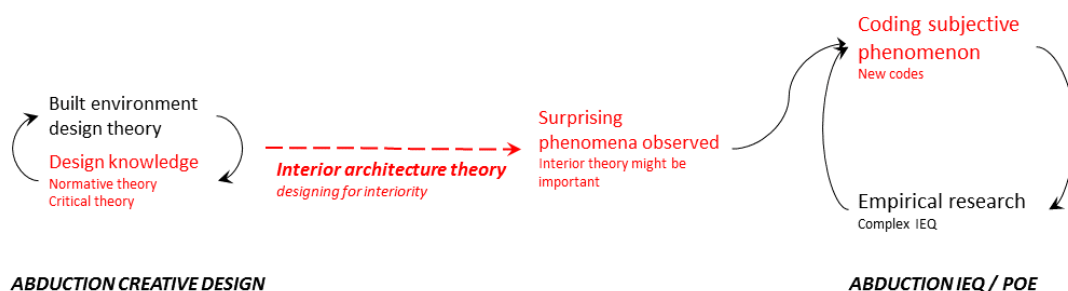 Built environment
design theory
Design knowledge
Normative theory
Critical theory
Interior architecture theory
designing for interiority
Surprising
phenomena observed
Interior theory might be
important
Coding subjective
phenomenon
New codes
Empirical research
Complex IEQ
ABDUCTION CREATIVE DESIGN
ABDUCTION IEQ / POE